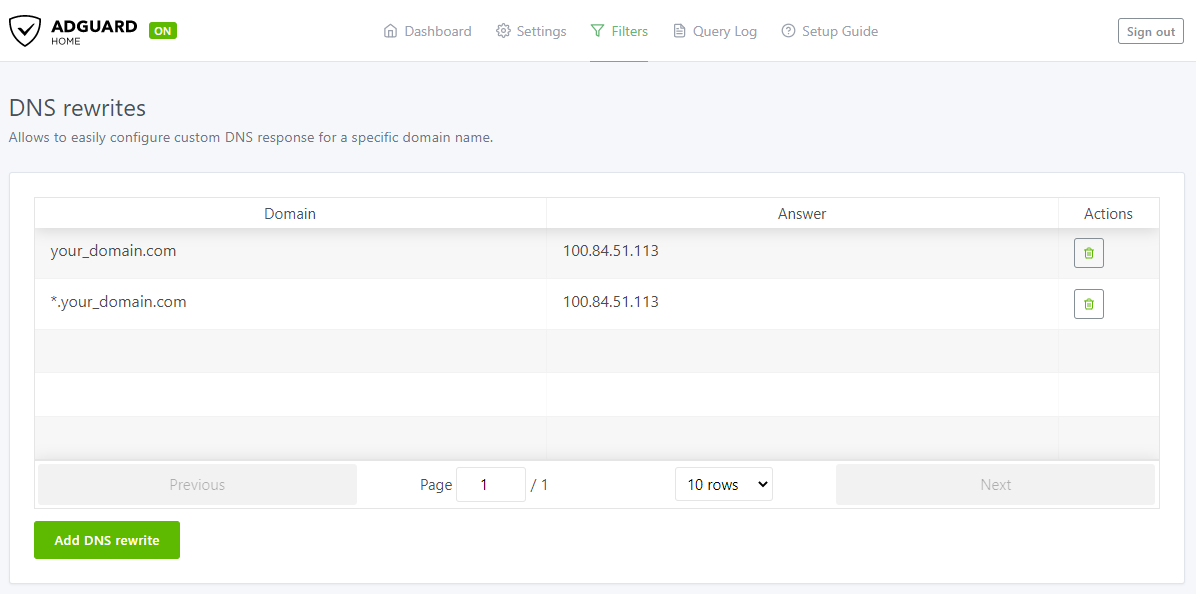 ADGUARD
HOME
ON
Dashboard
Settings
Filters
Query Log
Setup Guide
Sign out
DNS rewrites
Allows to easily configure custom DNS response for a specific domain name.
Domain Answer Actions
your_domain.com 100.84.51.113
*.your_domain.com 100.84.51.113
Previous Page 1 / 1 10 rows Next
Add DNS rewrite